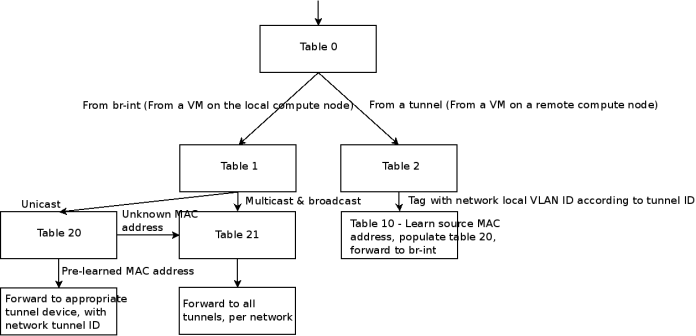 Table 0
From br-int (From a VM on the local compute node)
From a tunnel (From a VM on a remote compute node)
Table 1
Table 2
Unicast
Multicast & broadcast
Tag with network local VLAN ID according to tunnel ID
Table 20
Unknown MAC
address
Table 21
Table 10 - Learn source MAC
address, populate table 20,
forward to br-int
Pre-learned MAC address
Forward to appropriate
tunnel device, with
network tunnel ID
Forward to all
tunnels, per network